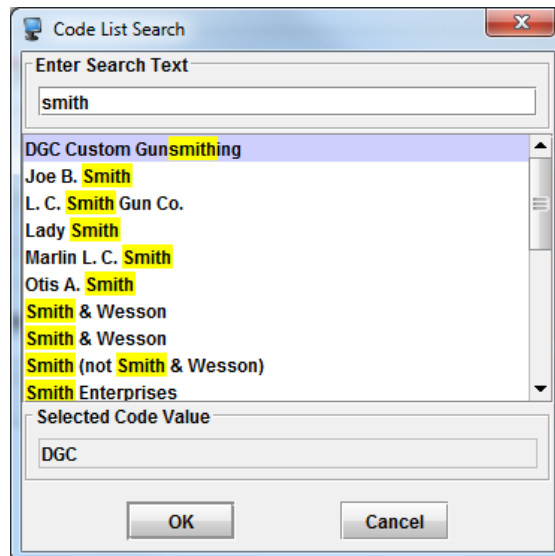 Code List Search
Enter Search Text
smith
DGC Custom Gunsmithing
Joe B. Smith
L. C. Smith Gun Co.
Lady Smith
Marlin L. C. Smith
Otis A. Smith
Smith & Wesson
Smith & Wesson
Smith (not Smith & Wesson)
Smith Enterprises
Selected Code Value
DGC
OK Cancel